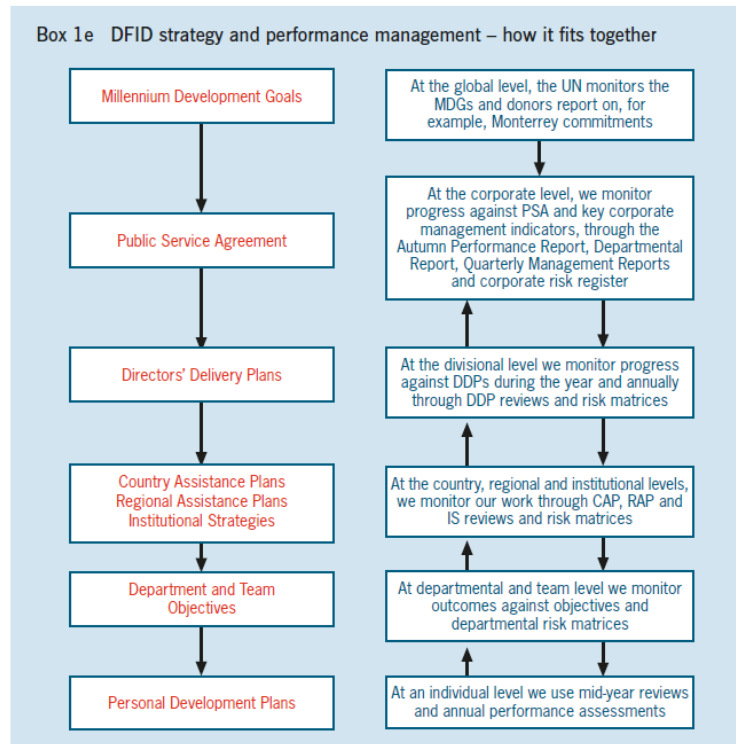 Box 1e DFID strategy and performance management – how it fits together
Millennium Development Goals
At the global level, the UN monitors the
MDGs and donors report on, for
example, Monterrey commitments
Public Service Agreement
At the corporate level, we monitor
progress against PSA and key corporate
management indicators, through the
Autumn Performance Report, Departmental
Report, Quarterly Management Reports
and corporate risk register
Directors' Delivery Plans
At the divisional level we monitor progress
against DDPs during the year and annually
through DDP reviews and risk matrices
Country Assistance Plans
Regional Assistance Plans
Institutional Strategies
At the country, regional and institutional levels,
we monitor our work through CAP, RAP and
IS reviews and risk matrices
Department and Team
Objectives
At departmental and team level we monitor
outcomes against objectives and
departmental risk matrices
Personal Development Plans
At an individual level we use mid-year reviews
and annual performance assessments